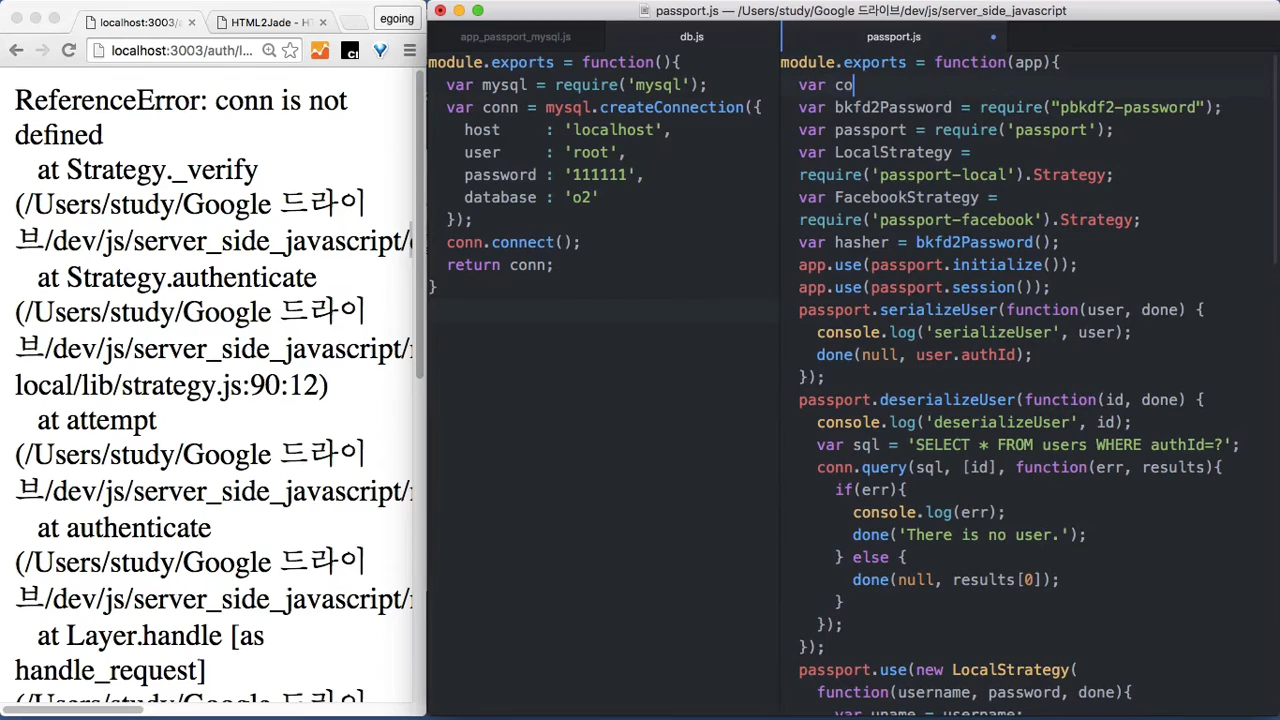 localhost:3003/a
HTML2Jade - HT
egoing
localhost:3003/auth/l
ReferenceError: conn is not
defined
at Strategy._verify
(/Users/study/Google 드라이
브/dev/js/server_side_javascript/
at Strategy.authenticate
(/Users/study/Google 드라이
브/dev/js/server_side_javascript/
local/lib/strategy.js:90:12)
at attempt
(/Users/study/Google 드라이
브/dev/js/server_side_javascript/
at authenticate
(/Users/study/Google 드라이
브/dev/js/server_side_javascript/
at Layer.handle [as
handle_request]
passport.js — /Users/study/Google 드라이브/dev/js/server_side_javascript
app_passport_mysql.js
db.js
passport.js
module.exports = function(){
var mysql = require('mysql');
var conn = mysql.createConnection({
host : 'localhost',
user : 'root',
password : '111111',
database : 'o2'
});
conn.connect();
return conn;
}
module.exports = function(app){
var co
var bkfd2Password = require("pbkdf2-password");
var passport = require('passport');
var LocalStrategy =
require('passport-local').Strategy;
var FacebookStrategy =
require('passport-facebook').Strategy;
var hasher = bkfd2Password();
app.use(passport.initialize());
app.use(passport.session());
passport.serializeUser(function(user, done) {
console.log('serializeUser', user);
done(null, user.authId);
});
passport.deserializeUser(function(id, done) {
console.log('deserializeUser', id);
var sql = 'SELECT * FROM users WHERE authId=?';
conn.query(sql, [id], function(err, results){
if(err){
console.log(err);
done('There is no user.');
} else {
done(null, results[0]);
}
});
});
passport.use(new LocalStrategy(
function(username, password, done){
var uname = username;